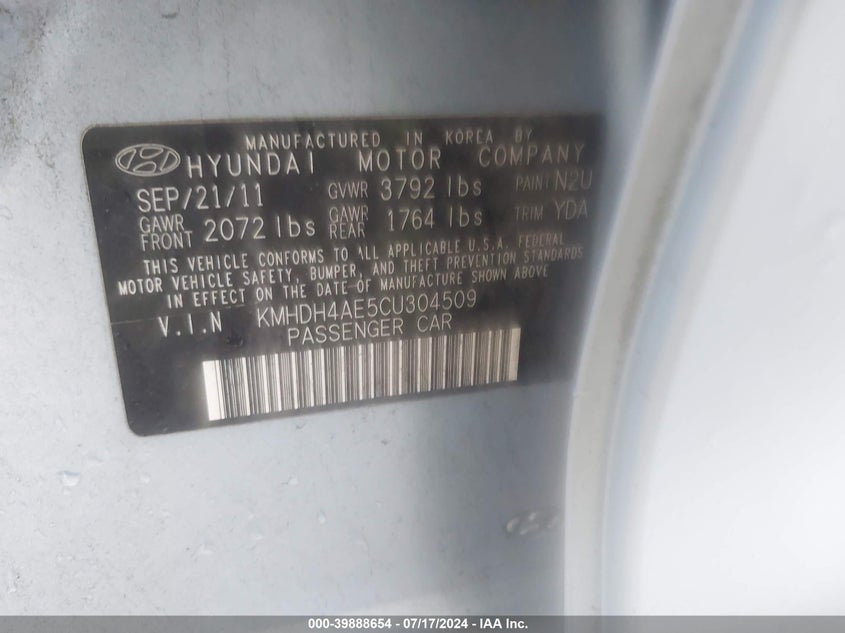 MANUFACTURED IN KOREA BY
HYUNDAI MOTOR COMPANY
SEP/21/11 GVWR 3792 lbs PAINT N2U
GAWR FRONT 2072 lbs GAWR REAR 1764 lbs TRIM YDA
THIS VEHICLE CONFORMS TO ALL APPLICABLE U.S.A. FEDERAL
MOTOR VEHICLE SAFETY, BUMPER, AND THEFT PREVENTION STANDARDS
IN EFFECT ON THE DATE OF MANUFACTURE SHOWN ABOVE
V.I.N KMHDH4AE5CU304509
PASSENGER CAR
000-39888654 / 07/17/2024 - IAA Inc.